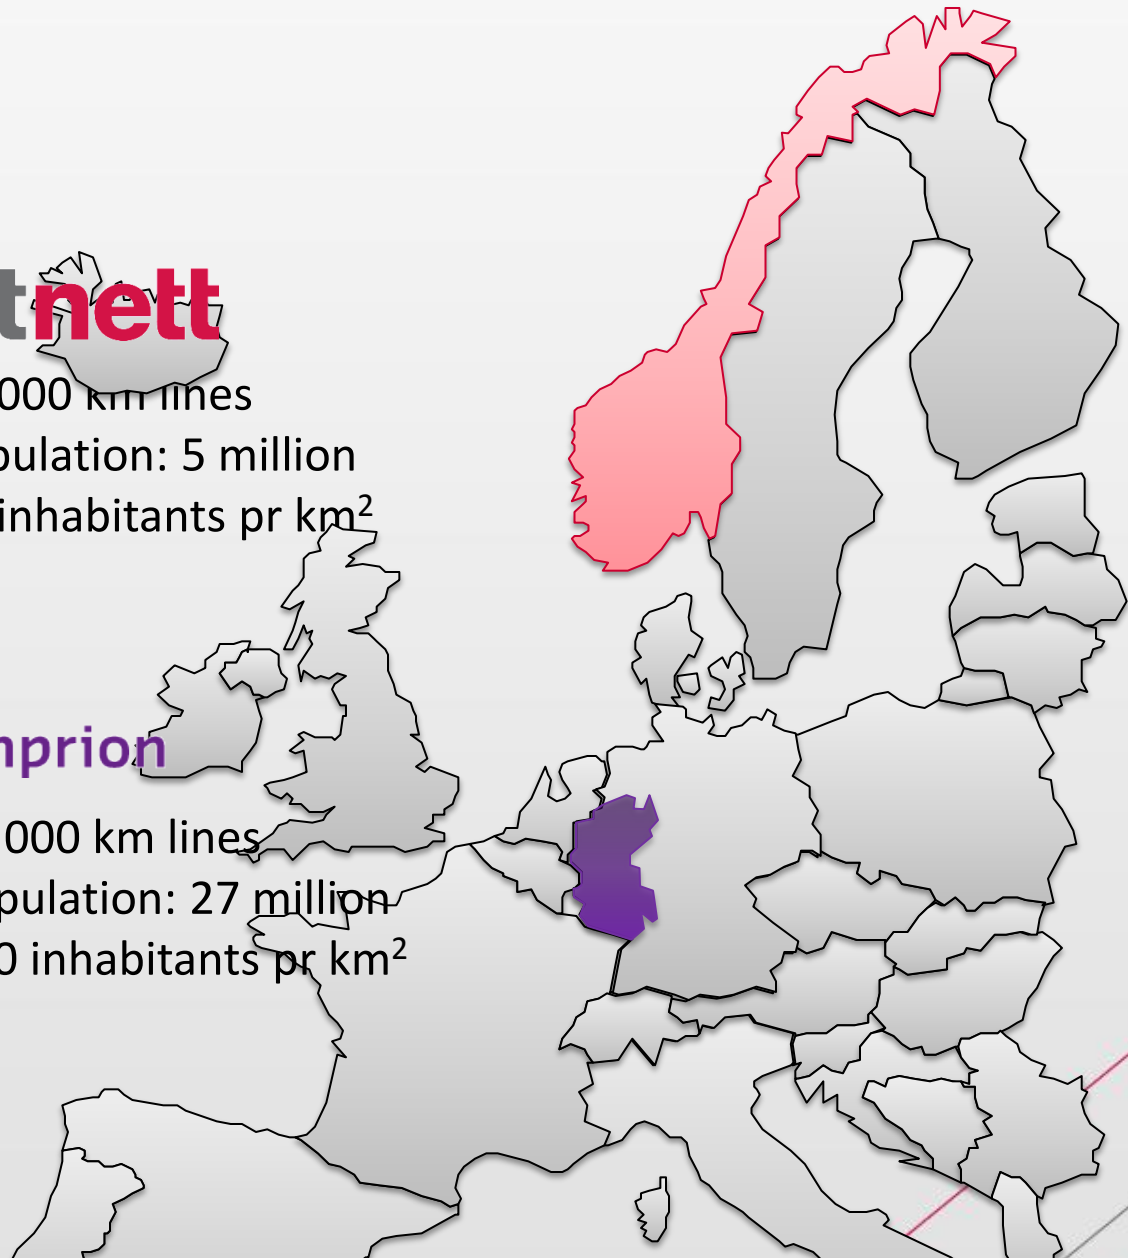 tnett
000 km lines
pulation: 5 million
inhabitants pr km²
mprion
000 km lines
pulation: 27 million
0 inhabitants pr km²